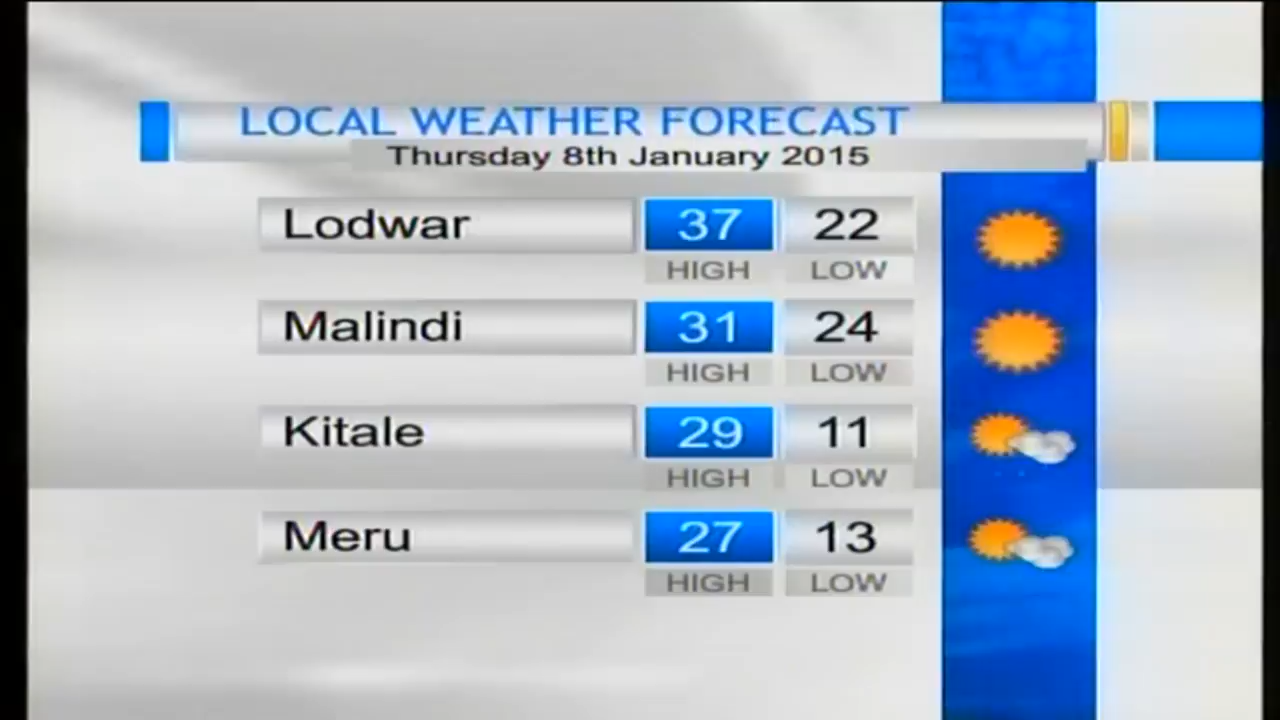 LOCAL WEATHER FORECAST
Thursday 8th January 2015
Lodwar 37 22
HIGH LOW
Malindi 31 24
HIGH LOW
Kitale 29 11
HIGH LOW
Meru 27 13
HIGH LOW